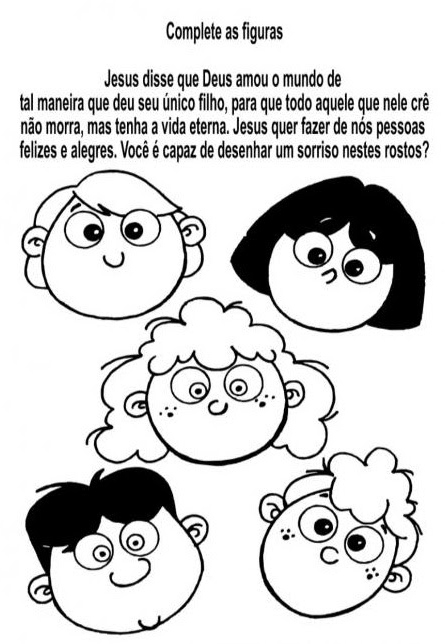 Complete as figuras
Jesus disse que Deus amou o mundo de
tal maneira que deu seu único filho, para que todo aquele que nele crê
não morra, mas tenha a vida eterna. Jesus quer fazer de nós pessoas
felizes e alegres. Você é capaz de desenhar um sorriso nestes rostos?